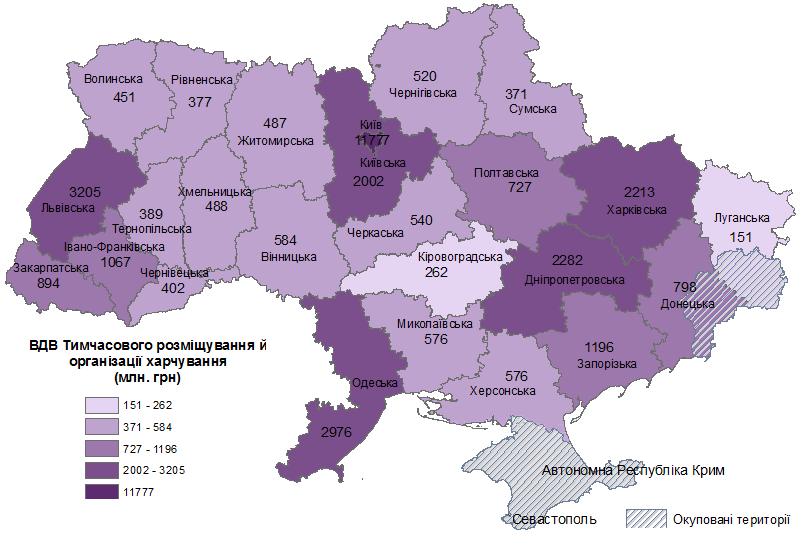 520
Чернігівська
371
Сумська
Волинська
451
Рівненська
377
487
Житомирська
Київ
11777
Київська
2002
Полтавська
727
2213
Харківська
Луганська
151
3205
Львівська
Хмельницька
488
389
Тернопільська
540
Черкаська
584
Вінницька
Кіровоградська
262
2282
Дніпропетровська
798
Донецька
Івано-Франківська
1067
Закарпатська
894
Чернівецька
402
Миколаївська
576
1196
Запорізька
576
Херсонська
Одеська
2976
ВДВ Тимчасового розміщування й
організації харчування
(млн. грн)
151 - 262
371 - 584
727 - 1196
2002 - 3205
11777
Автономна Республіка Крим
Севастополь
Окуповані території